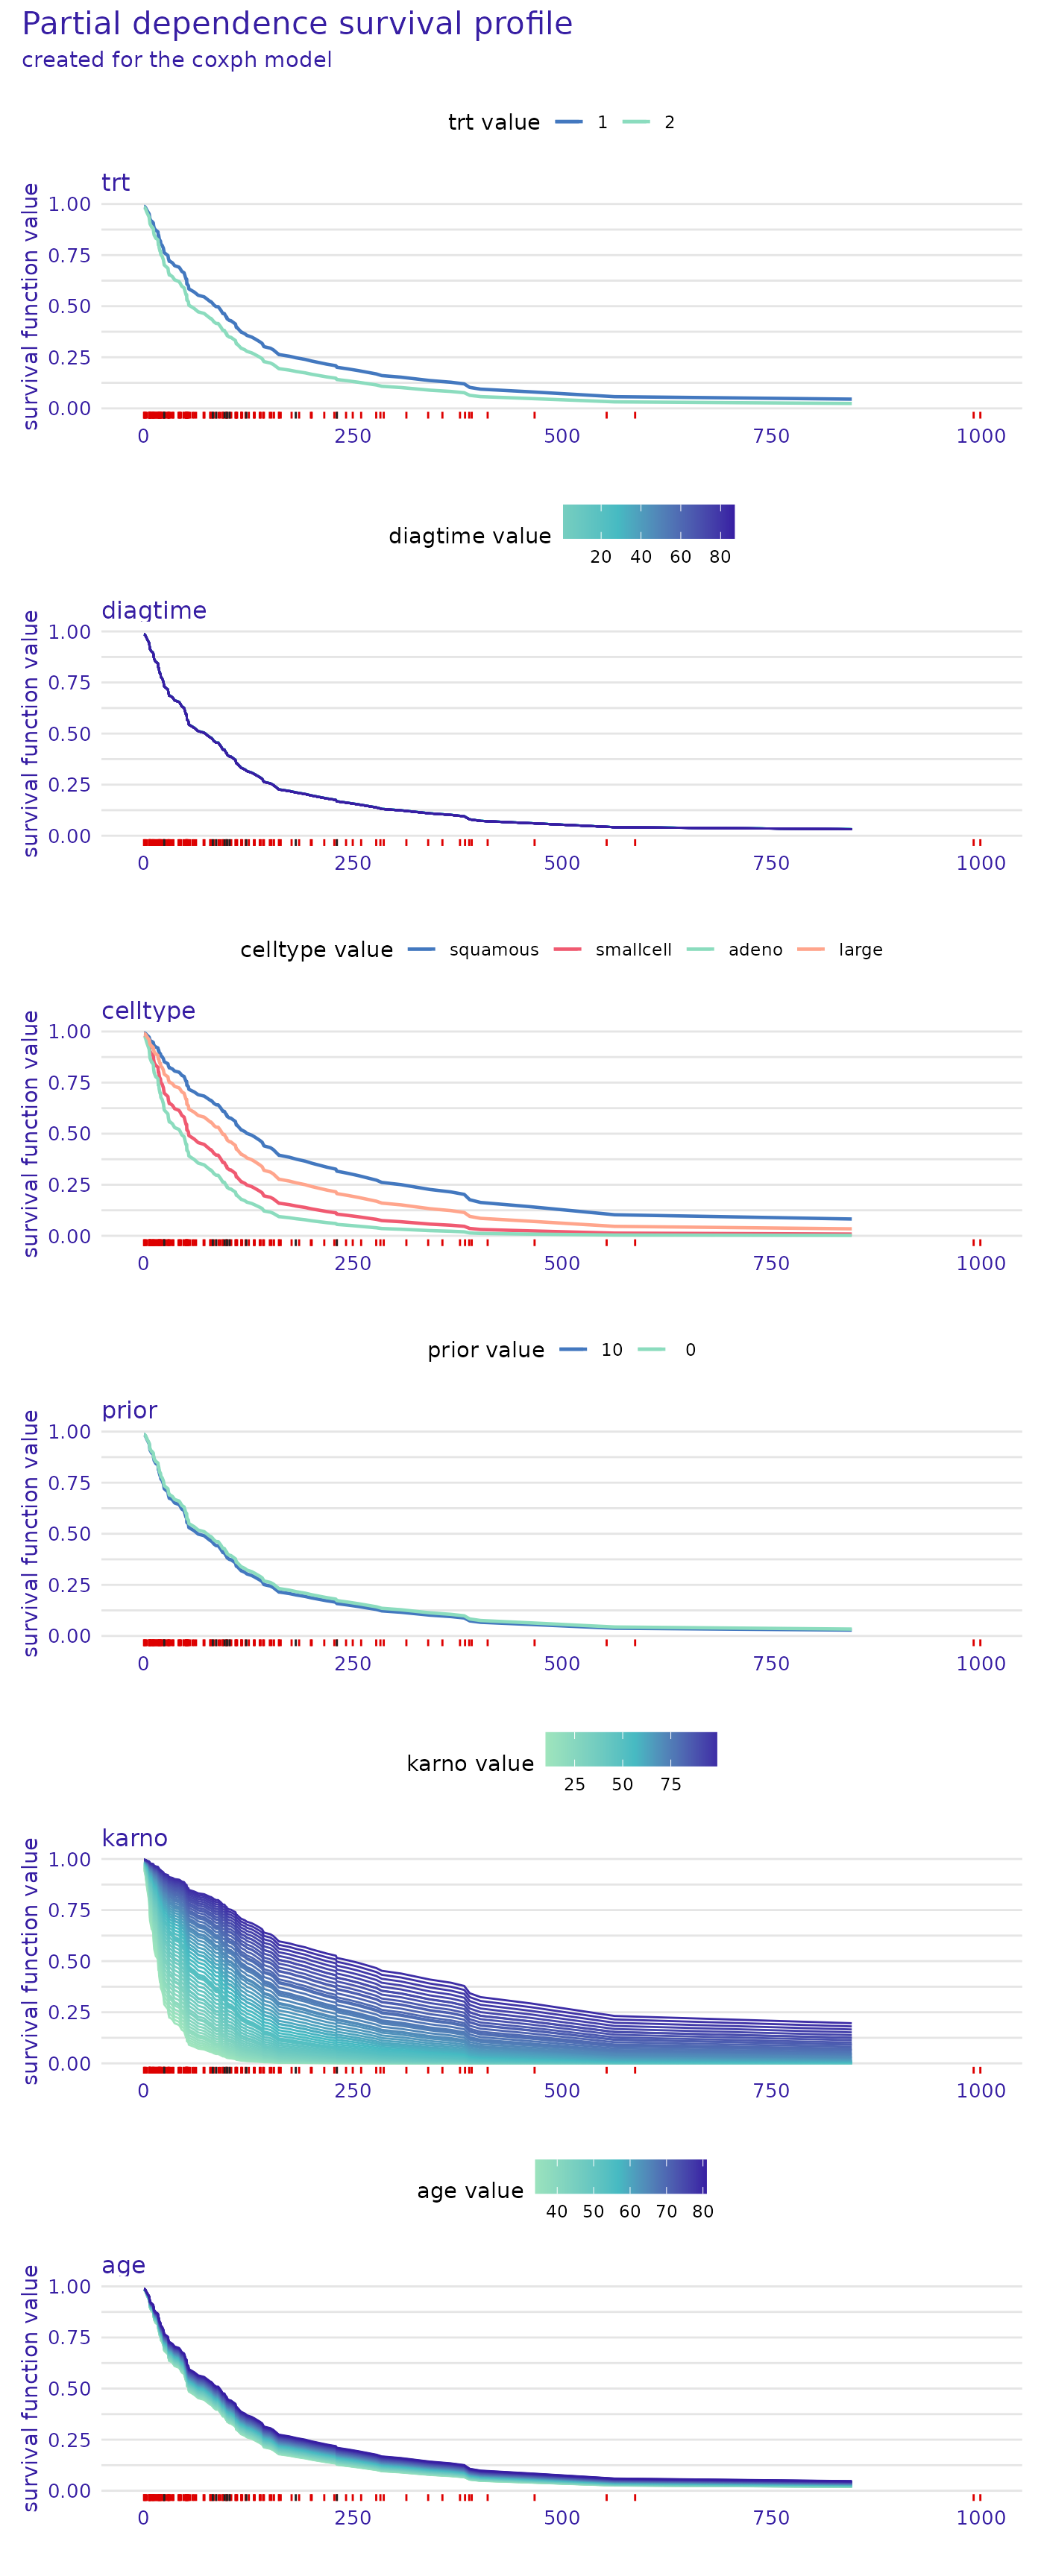 Partial dependence survival profile
created for the coxph model
trt value 1 2
trt
survival function value
1.00
0.75
0.50
0.25
0.00
0 250 500 750 1000
diagtime value
20 40 60 80
diagtime
survival function value
1.00
0.75
0.50
0.25
0.00
0 250 500 750 1000
celltype value squamous smallcell adeno large
celltype
survival function value
1.00
0.75
0.50
0.25
0.00
0 250 500 750 1000
prior value 10 0
prior
survival function value
1.00
0.75
0.50
0.25
0.00
0 250 500 750 1000
karno value
25 50 75
karno
survival function value
1.00
0.75
0.50
0.25
0.00
0 250 500 750 1000
age value
40 50 60 70 80
age
survival function value
1.00
0.75
0.50
0.25
0.00
0 250 500 750 1000